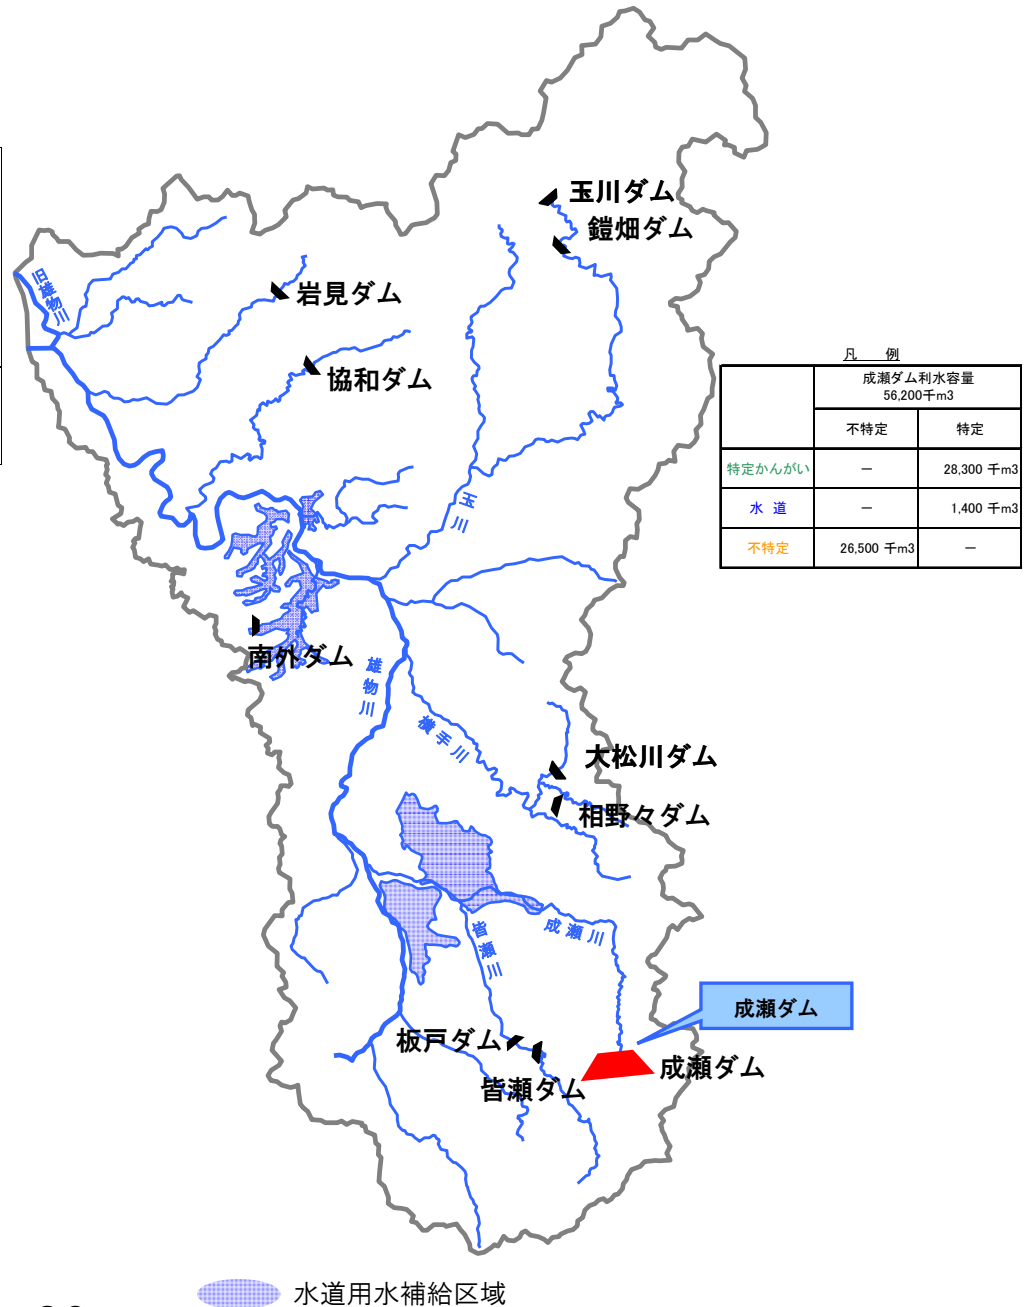 玉川ダム
鎧畑ダム
旧雄物川
岩見ダム
協和ダム
凡 例
成瀬ダム利水容量
56,200千m3
不特定 特定
特定かんがい － 28,300 千m3
水 道 － 1,400 千m3
不特定 26,500 千m3 －
玉川
南外ダム
雄物川
横手川
大松川ダム
相野々ダム
皆瀬川
成瀬川
成瀬ダム
板戸ダム
皆瀬ダム
成瀬ダム
水道用水補給区域